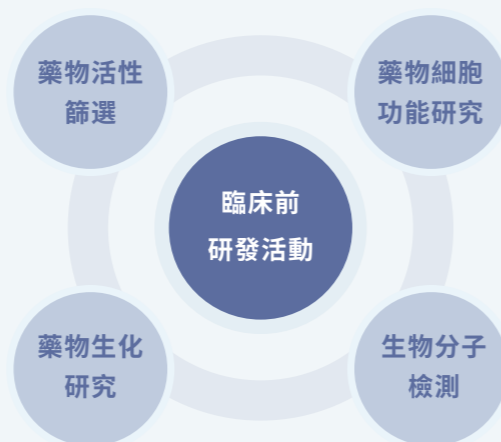 藥物活性
篩選
藥物細胞
功能研究
臨床前
研發活動
藥物生化
研究
生物分子
檢測